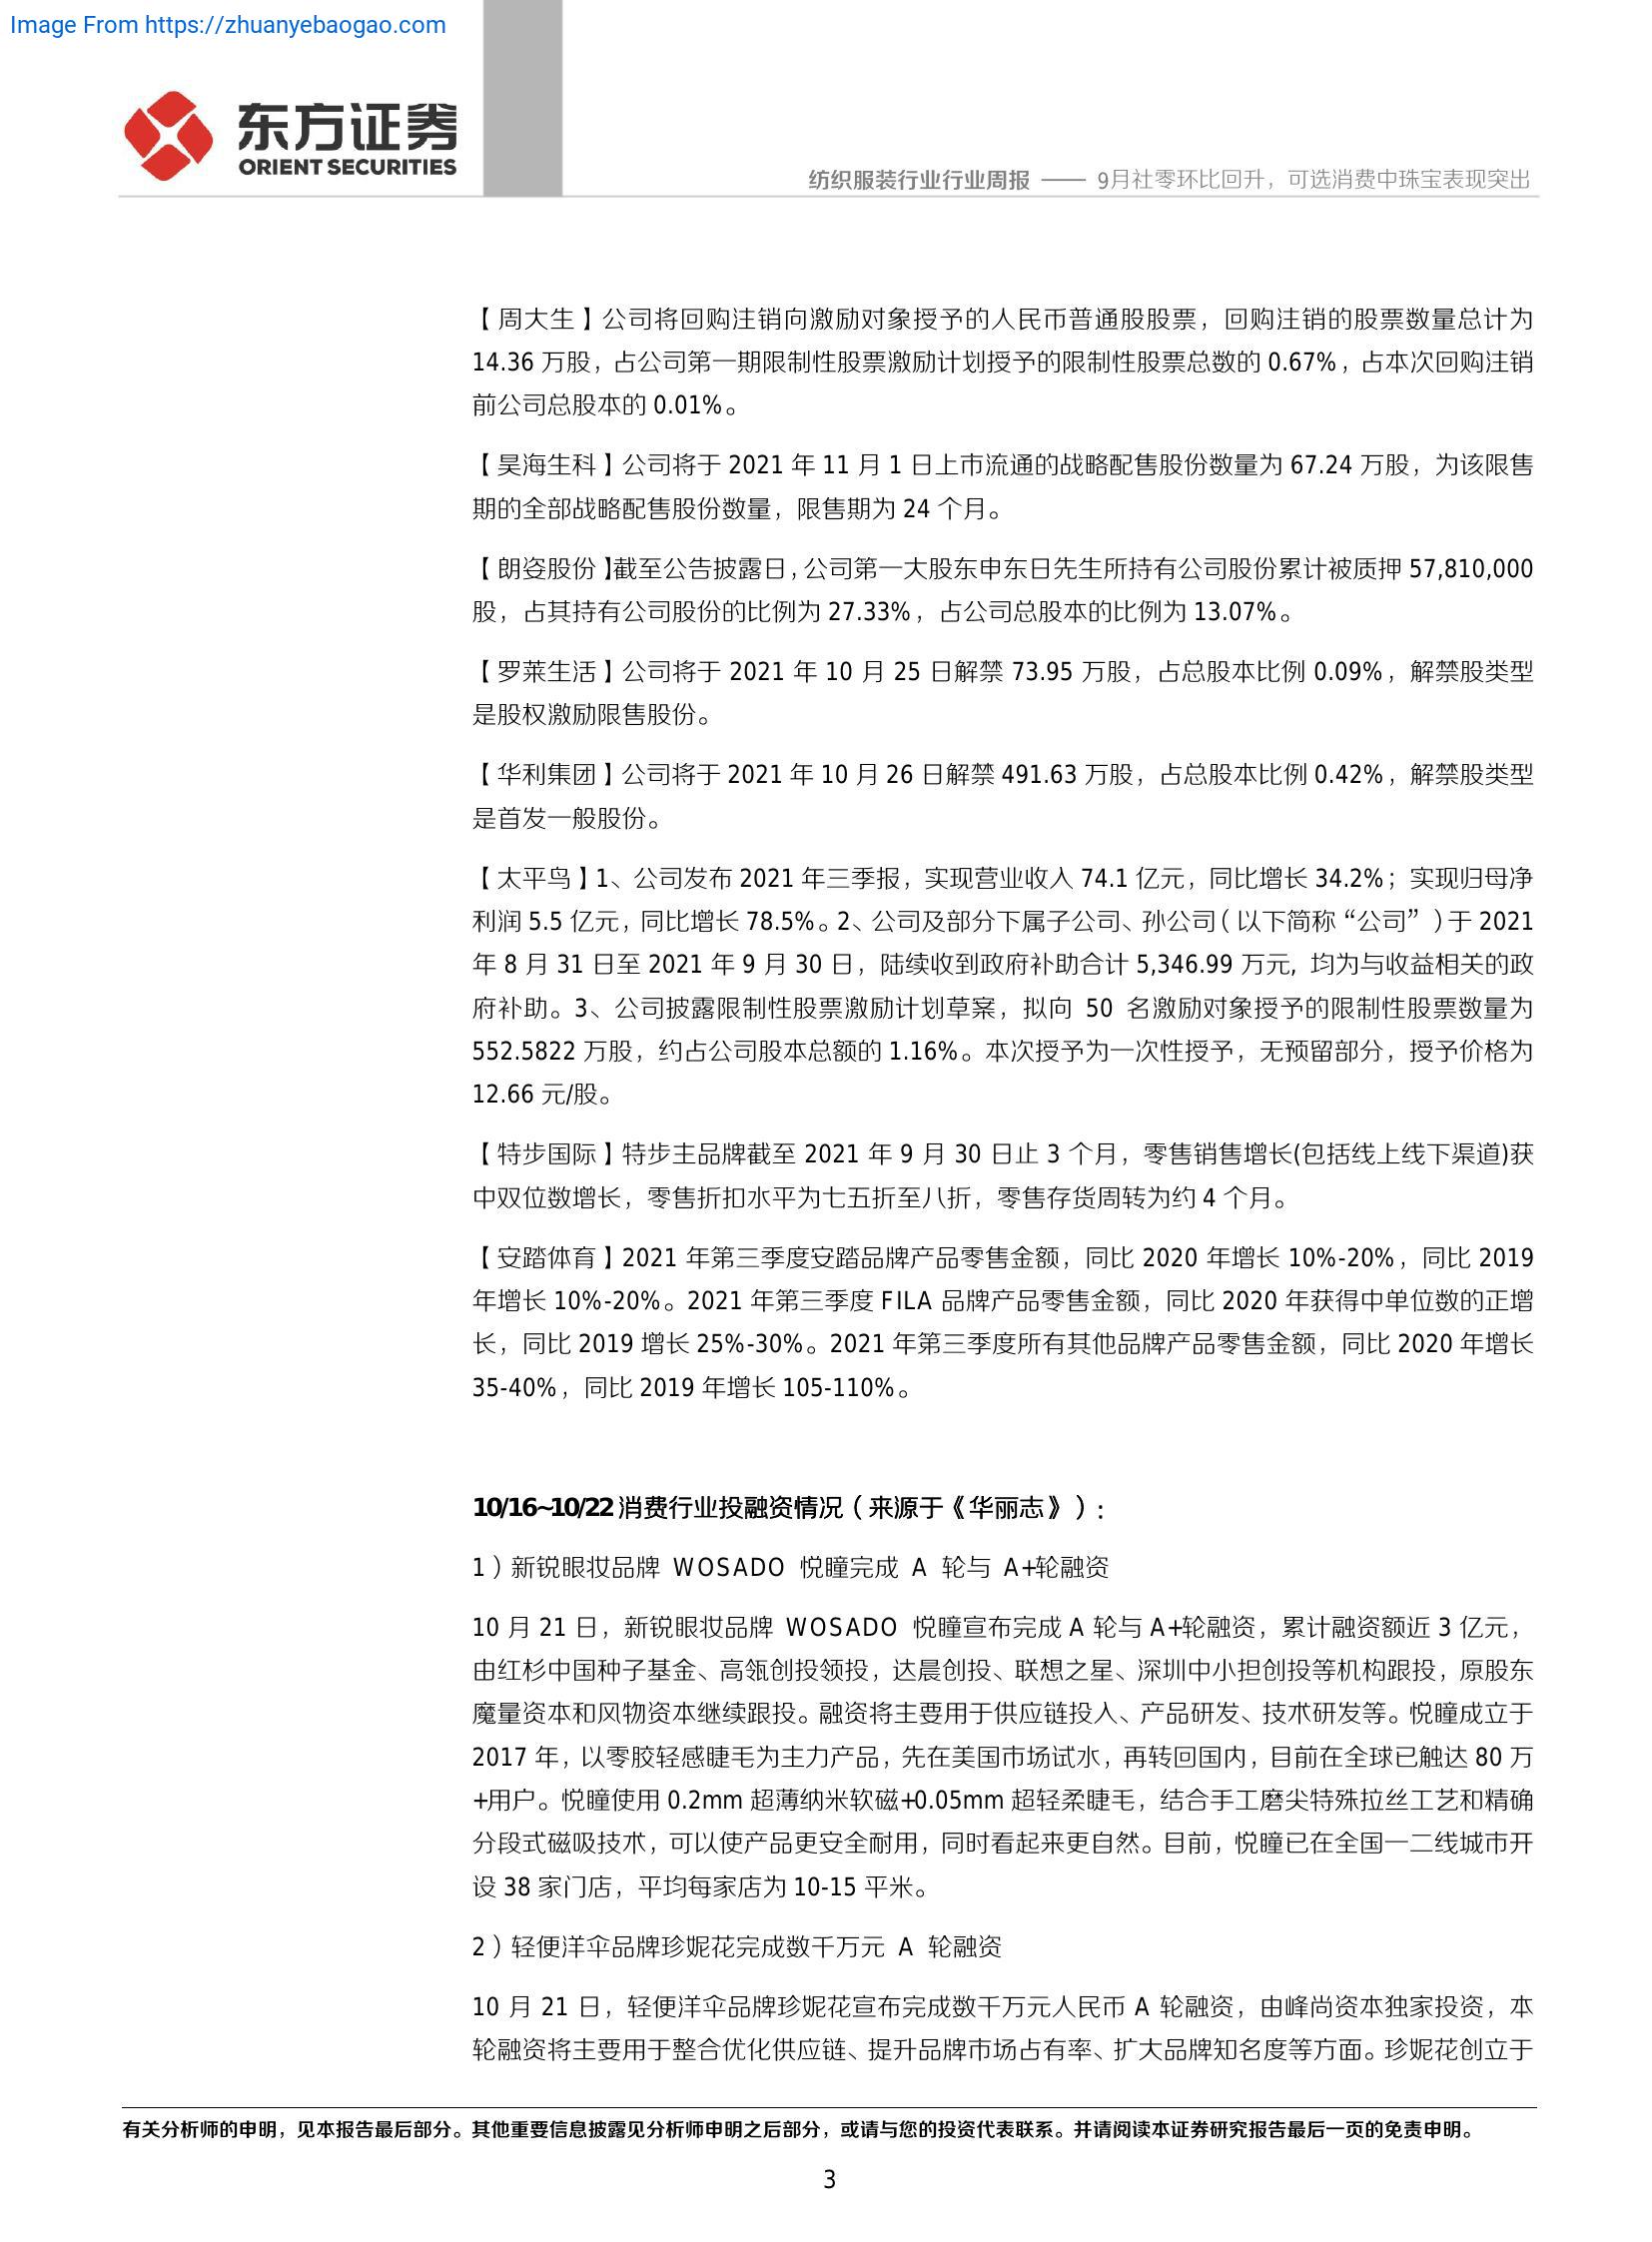 Image From https://zhuanyebaogao.com
东方证券
ORIENT SECURITIES
纺织服装行业行业周报 —— 9月社零环比回升，可选消费中珠宝表现突出
【周大生】公司将回购注销向激励对象授予的人民币普通股股票，回购注销的股票数量总计为
14.36 万股，占公司第一期限制性股票激励计划授予的限制性股票总数的 0.67%，占本次回购注销
前公司总股本的 0.01%。
【昊海生科】公司将于 2021 年 11 月 1 日上市流通的战略配售股份数量为 67.24 万股，为该限售
期的全部战略配售股份数量，限售期为 24 个月。
【朗姿股份】截至公告披露日，公司第一大股东申东日先生所持有公司股份累计被质押 57,810,000
股，占其持有公司股份的比例为 27.33%，占公司总股本的比例为 13.07%。
【罗莱生活】公司将于 2021 年 10 月 25 日解禁 73.95 万股，占总股本比例 0.09%，解禁股类型
是股权激励限售股份。
【华利集团】公司将于 2021 年 10 月 26 日解禁 491.63 万股，占总股本比例 0.42%，解禁股类型
是首发一般股份。
【太平鸟】1、公司发布 2021 年三季报，实现营业收入 74.1 亿元，同比增长 34.2%；实现归母净
利润 5.5 亿元，同比增长 78.5%。2、公司及部分下属子公司、孙公司（以下简称“公司”）于 2021
年 8 月 31 日至 2021 年 9 月 30 日，陆续收到政府补助合计 5,346.99 万元, 均为与收益相关的政
府补助。3、公司披露限制性股票激励计划草案，拟向 50 名激励对象授予的限制性股票数量为
552.5822 万股，约占公司股本总额的 1.16%。本次授予为一次性授予，无预留部分，授予价格为
12.66 元/股。
【特步国际】特步主品牌截至 2021 年 9 月 30 日止 3 个月，零售销售增长(包括线上线下渠道)获
中双位数增长，零售折扣水平为七五折至八折，零售存货周转为约 4 个月。
【安踏体育】2021 年第三季度安踏品牌产品零售金额，同比 2020 年增长 10%-20%，同比 2019
年增长 10%-20%。2021 年第三季度 FILA 品牌产品零售金额，同比 2020 年获得中单位数的正增
长，同比 2019 增长 25%-30%。2021 年第三季度所有其他品牌产品零售金额，同比 2020 年增长
35-40%，同比 2019 年增长 105-110%。
10/16~10/22 消费行业投融资情况（来源于《华丽志》）：
1）新锐眼妆品牌 WOSADO 悦瞳完成 A 轮与 A+轮融资
10 月 21 日，新锐眼妆品牌 WOSADO 悦瞳宣布完成 A 轮与 A+轮融资，累计融资额近 3 亿元，
由红杉中国种子基金、高瓴创投领投，达晨创投、联想之星、深圳中小担创投等机构跟投，原股东
魔量资本和风物资本继续跟投。融资将主要用于供应链投入、产品研发、技术研发等。悦瞳成立于
2017 年，以零胶轻感睫毛为主力产品，先在美国市场试水，再转回国内，目前在全球已触达 80 万
+用户。悦瞳使用 0.2mm 超薄纳米软磁+0.05mm 超轻柔睫毛，结合手工磨尖特殊拉丝工艺和精确
分段式磁吸技术，可以使产品更安全耐用，同时看起来更自然。目前，悦瞳已在全国一二线城市开
设 38 家门店，平均每家店为 10-15 平米。
2）轻便洋伞品牌珍妮花完成数千万元 A 轮融资
10 月 21 日，轻便洋伞品牌珍妮花宣布完成数千万元人民币 A 轮融资，由峰尚资本独家投资，本
轮融资将主要用于整合优化供应链、提升品牌市场占有率、扩大品牌知名度等方面。珍妮花创立于
有关分析师的申明，见本报告最后部分。其他重要信息披露见分析师申明之后部分，或请与您的投资代表联系。并请阅读本证券研究报告最后一页的免责申明。
3